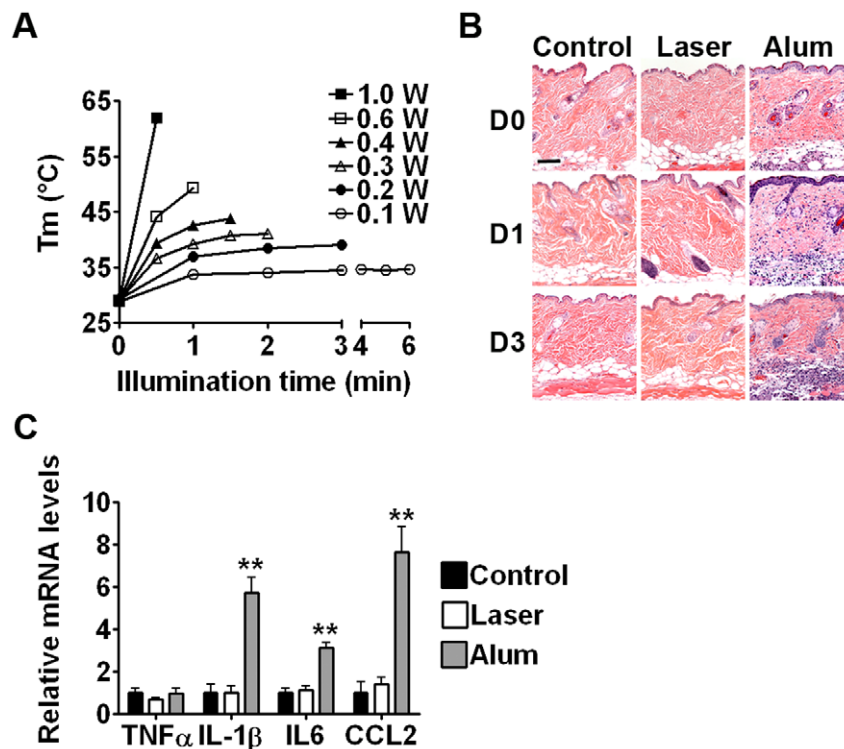 A
Tm (°C)
65
55
45
35
25
0 1 2 3 4 6
Illumination time (min)
1.0 W
0.6 W
0.4 W
0.3 W
0.2 W
0.1 W
B
Control Laser Alum
D0
D1
D3
C
Relative mRNA levels
10
8
6
4
2
0
** ** **
TNFα IL-1β IL6 CCL2
Control
Laser
Alum